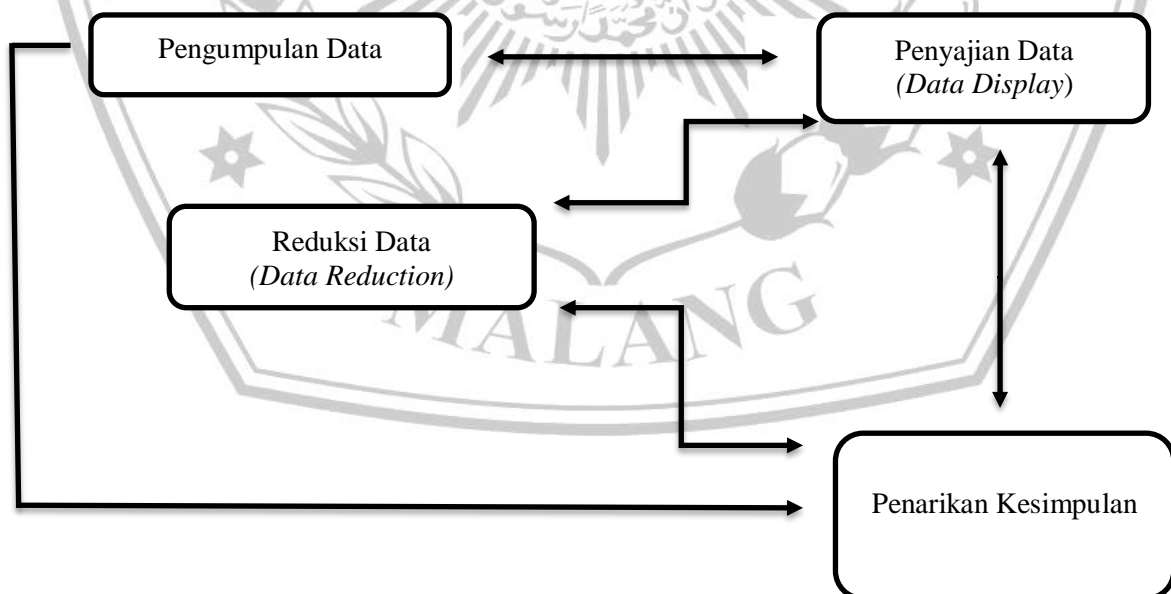 Pengumpulan Data
Penyajian Data
(Data Display)
Reduksi Data
(Data Reduction)
MALANG
Penarikan Kesimpulan